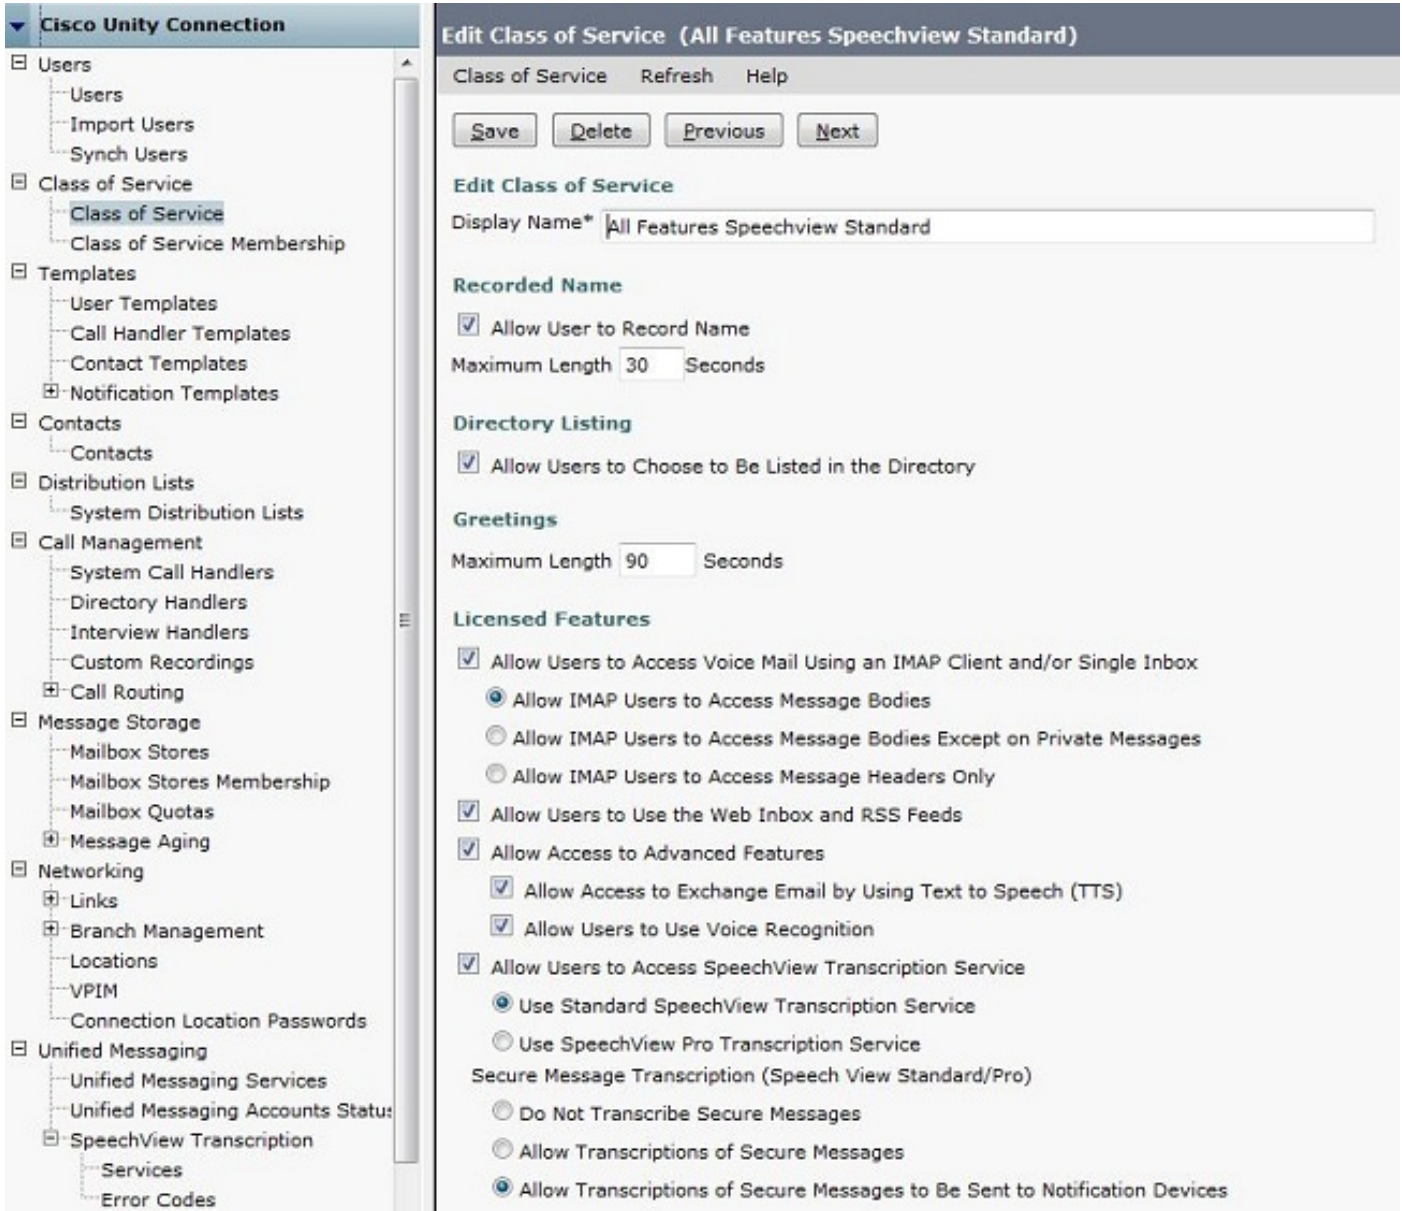 Cisco Unity Connection
Users
Users
Import Users
Synch Users
Class of Service
Class of Service
Class of Service Membership
Templates
User Templates
Call Handler Templates
Contact Templates
Notification Templates
Contacts
Contacts
Distribution Lists
System Distribution Lists
Call Management
System Call Handlers
Directory Handlers
Interview Handlers
Custom Recordings
Call Routing
Message Storage
Mailbox Stores
Mailbox Stores Membership
Mailbox Quotas
Message Aging
Networking
Links
Branch Management
Locations
VPIM
Connection Location Passwords
Unified Messaging
Unified Messaging Services
Unified Messaging Accounts Status
SpeechView Transcription
Services
Error Codes
Edit Class of Service (All Features Speechview Standard)
Class of Service Refresh Help
Save Delete Previous Next
Edit Class of Service
Display Name* All Features Speechview Standard
Recorded Name
Allow User to Record Name
Maximum Length 30 Seconds
Directory Listing
Allow Users to Choose to Be Listed in the Directory
Greetings
Maximum Length 90 Seconds
Licensed Features
Allow Users to Access Voice Mail Using an IMAP Client and/or Single Inbox
Allow IMAP Users to Access Message Bodies
Allow IMAP Users to Access Message Bodies Except on Private Messages
Allow IMAP Users to Access Message Headers Only
Allow Users to Use the Web Inbox and RSS Feeds
Allow Access to Advanced Features
Allow Access to Exchange Email by Using Text to Speech (TTS)
Allow Users to Use Voice Recognition
Allow Users to Access SpeechView Transcription Service
Use Standard SpeechView Transcription Service
Use SpeechView Pro Transcription Service
Secure Message Transcription (Speech View Standard/Pro)
Do Not Transcribe Secure Messages
Allow Transcriptions of Secure Messages
Allow Transcriptions of Secure Messages to Be Sent to Notification Devices